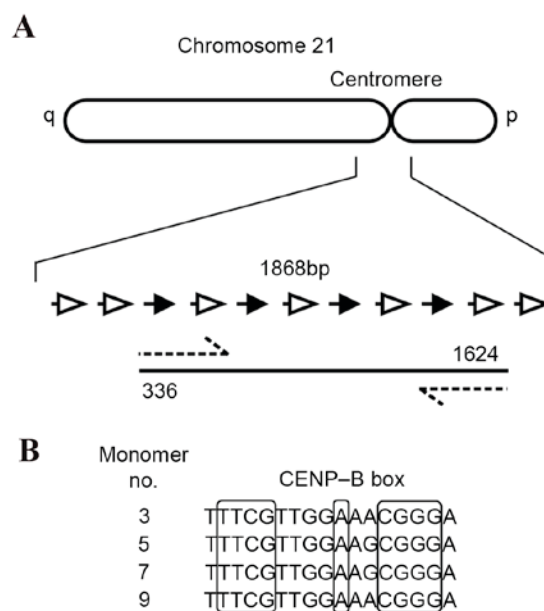 A
Chromosome 21
Centromere
q p
1868bp
1624
336
B
Monomer CENP–B box
no.
3 TTTCGTTGGAAACGGGA
5 TTTCGTTGGAAGCGGGA
7 TTTCGTTGGAAGCGGGA
9 TTTCGTTGGAAACGGGA